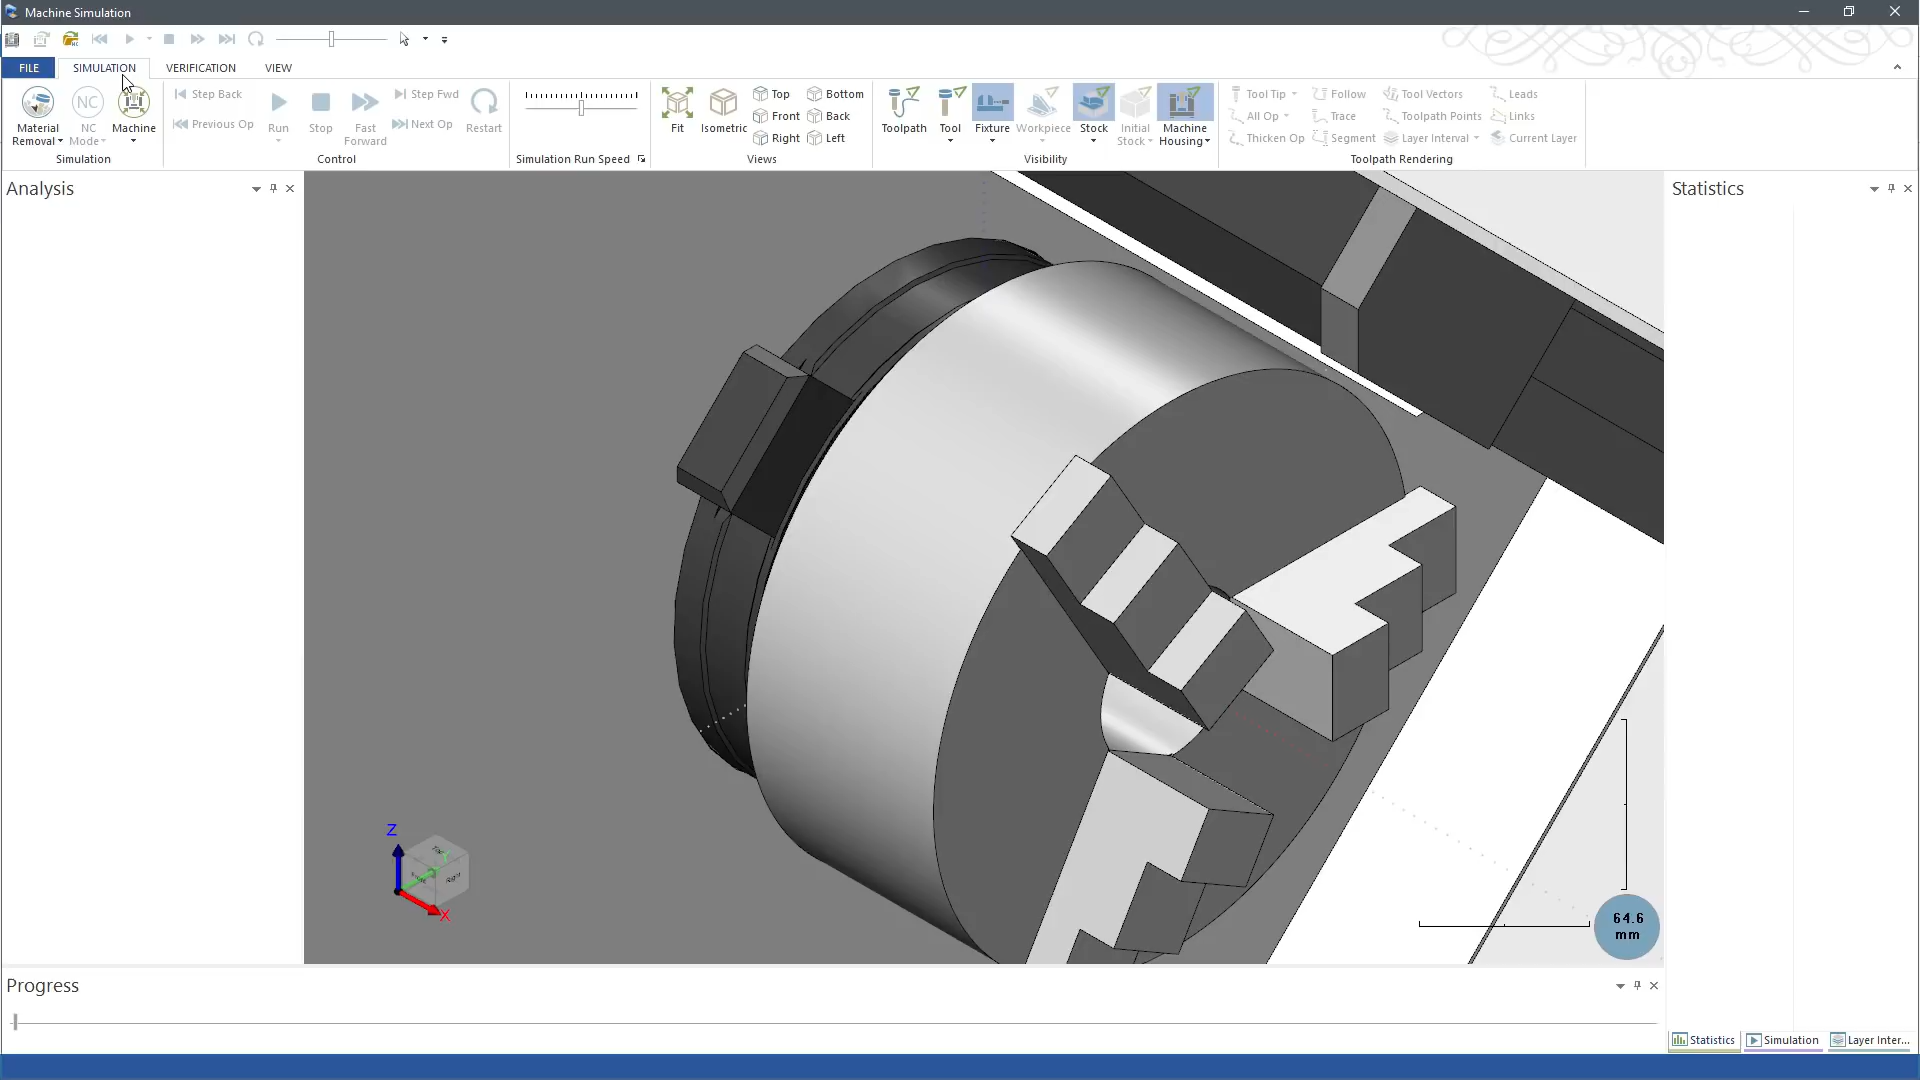 Machine Simulation
FILE
SIMULATION
VERIFICATION
VIEW
Material Removal
NC
NC Mode
Machine
Simulation
Step Back
Previous Op
Run
Stop
Fast Forward
Step Fwd
Next Op
Restart
Control
Simulation Run Speed
Fit
Isometric
Top
Front
Right
Bottom
Back
Left
Views
Toolpath
Tool
Fixture
Workpiece
Stock
Initial Stock
Machine Housing
Visibility
Tool Tip
All Op
Thicken Op
Follow
Trace
Segment
Tool Vectors
Toolpath Points
Layer Interval
Leads
Links
Current Layer
Toolpath Rendering
Analysis
Statistics
Z
X
64.6
mm
Progress
Statistics
Simulation
Layer Inter...